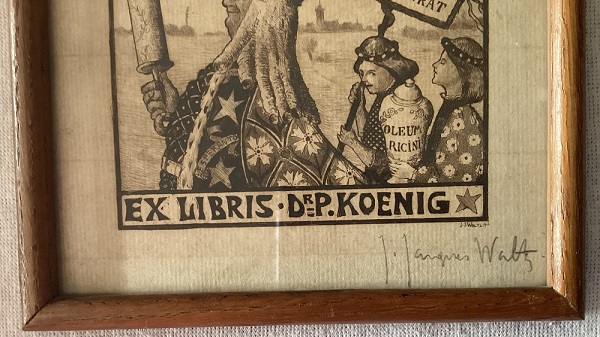 RAT
OLEUM
RICINI
EX LIBRIS · DR P. KOENIG
J. Jacques Waltz